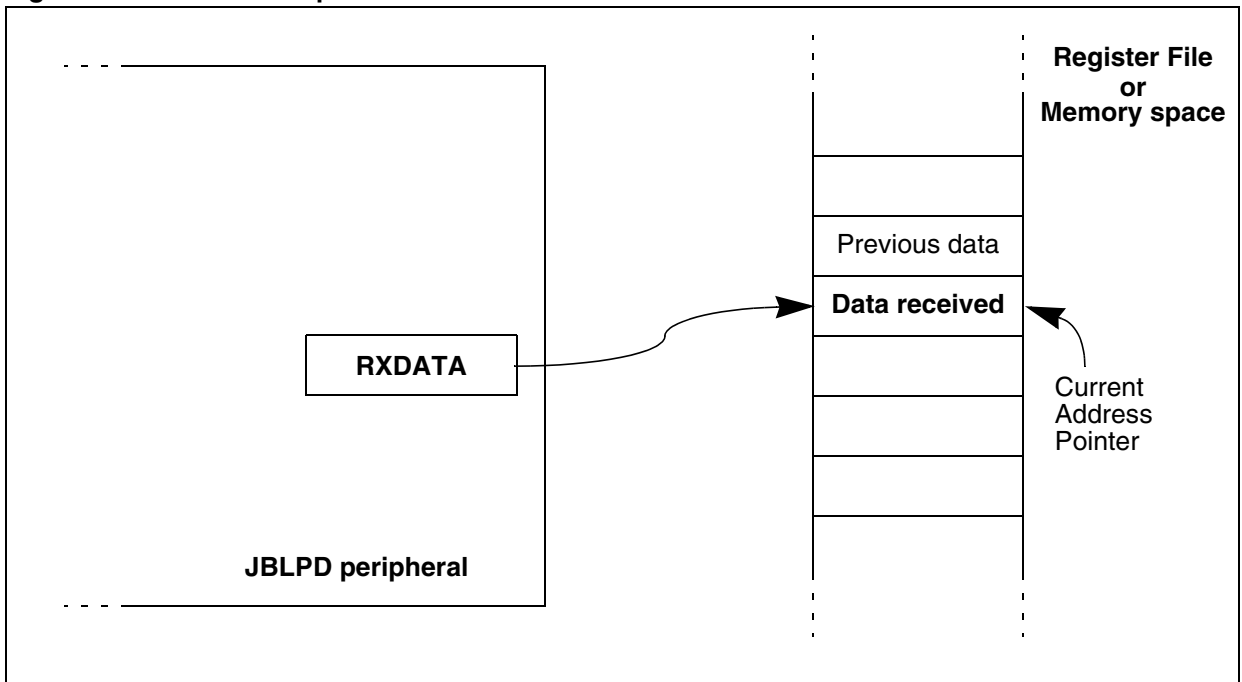 Register File
or
Memory space
Previous data
Data received
RXDATA
Current
Address
Pointer
JBLPD peripheral